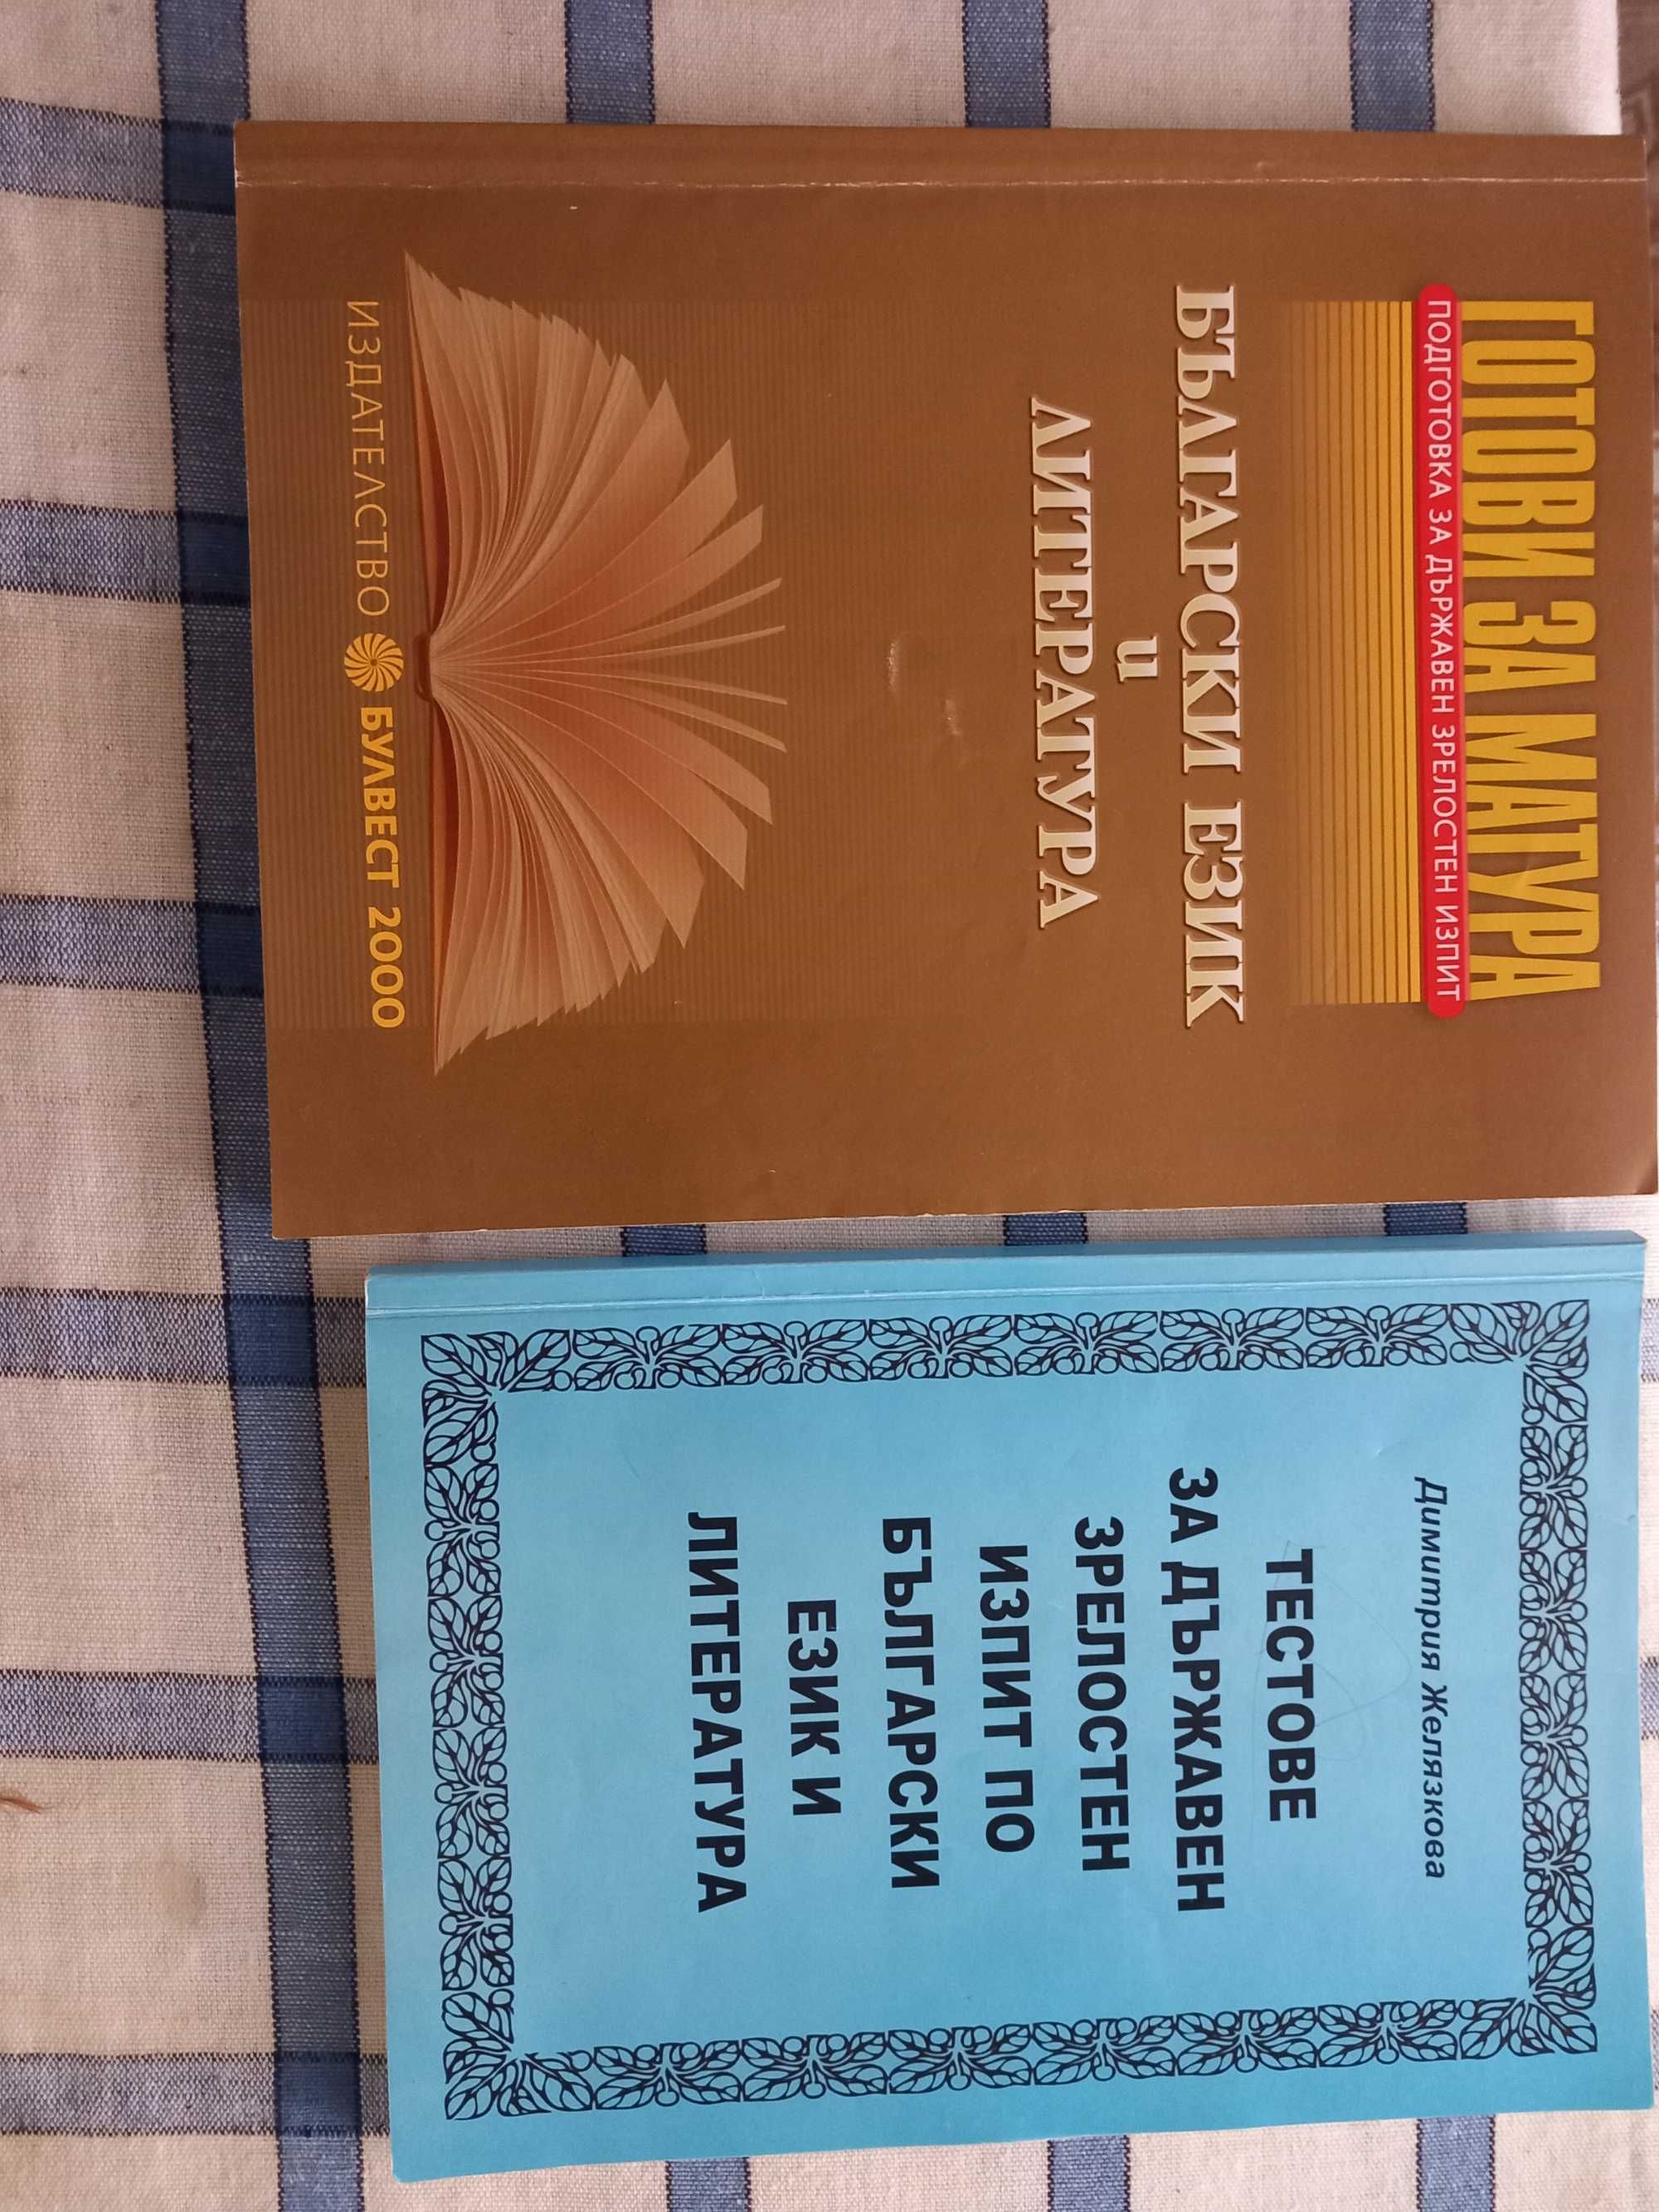 ГОТОВИ ЗА МАТУРА
ПОДГОТОВКА ЗА ДЪРЖАВЕН ЗРЕЛОСТЕН ИЗПИТ
БЪЛГАРСКИ ЕЗИК
и
ЛИТЕРАТУРА
ИЗДАТЕЛСТВО БУЛВЕСТ 2000
Димитрия Желязкова
ТЕСТОВЕ
ЗА ДЪРЖАВЕН
ЗРЕЛОСТЕН
ИЗПИТ ПО
БЪЛГАРСКИ
ЕЗИК И
ЛИТЕРАТУРА